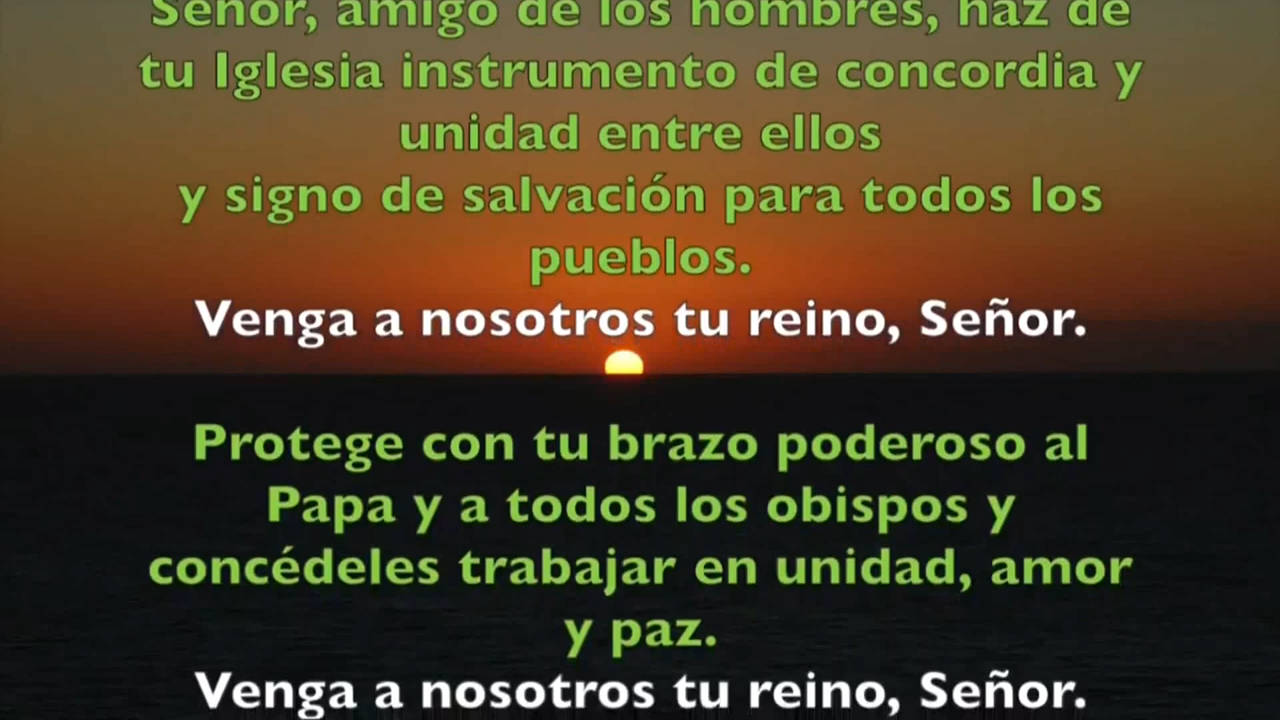 Señor, amigo de los hombres, haz de
tu Iglesia instrumento de concordia y
unidad entre ellos
y signo de salvación para todos los
pueblos.
Venga a nosotros tu reino, Señor.
Protege con tu brazo poderoso al
Papa y a todos los obispos y
concédeles trabajar en unidad, amor
y paz.
Venga a nosotros tu reino, Señor.